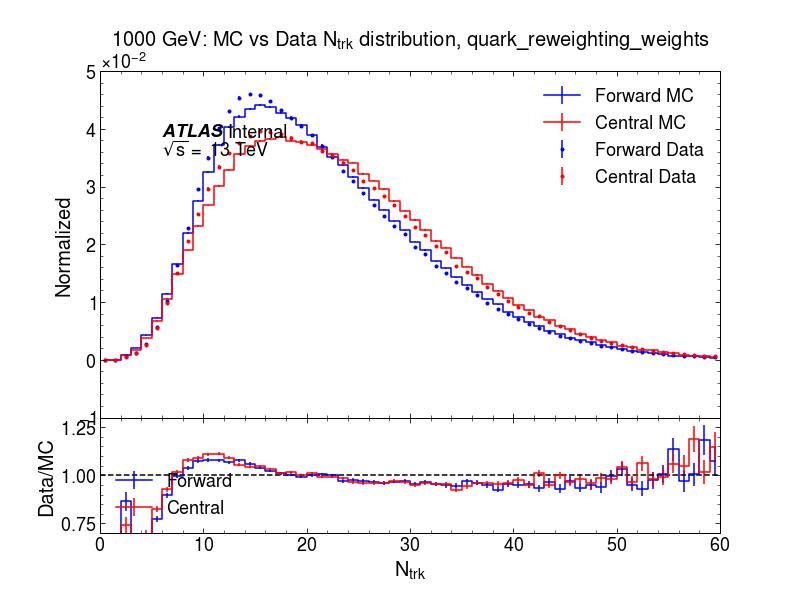 1000 GeV: MC vs Data N_trk distribution, quark_reweighting_weights
×10⁻²
5
4
3
2
1
0
−1
Normalized
ATLAS Internal
√s = 13 TeV
Forward MC
Central MC
Forward Data
Central Data
1.25
1.00
0.75
Data/MC
Forward
Central
0 10 20 30 40 50 60
N_trk